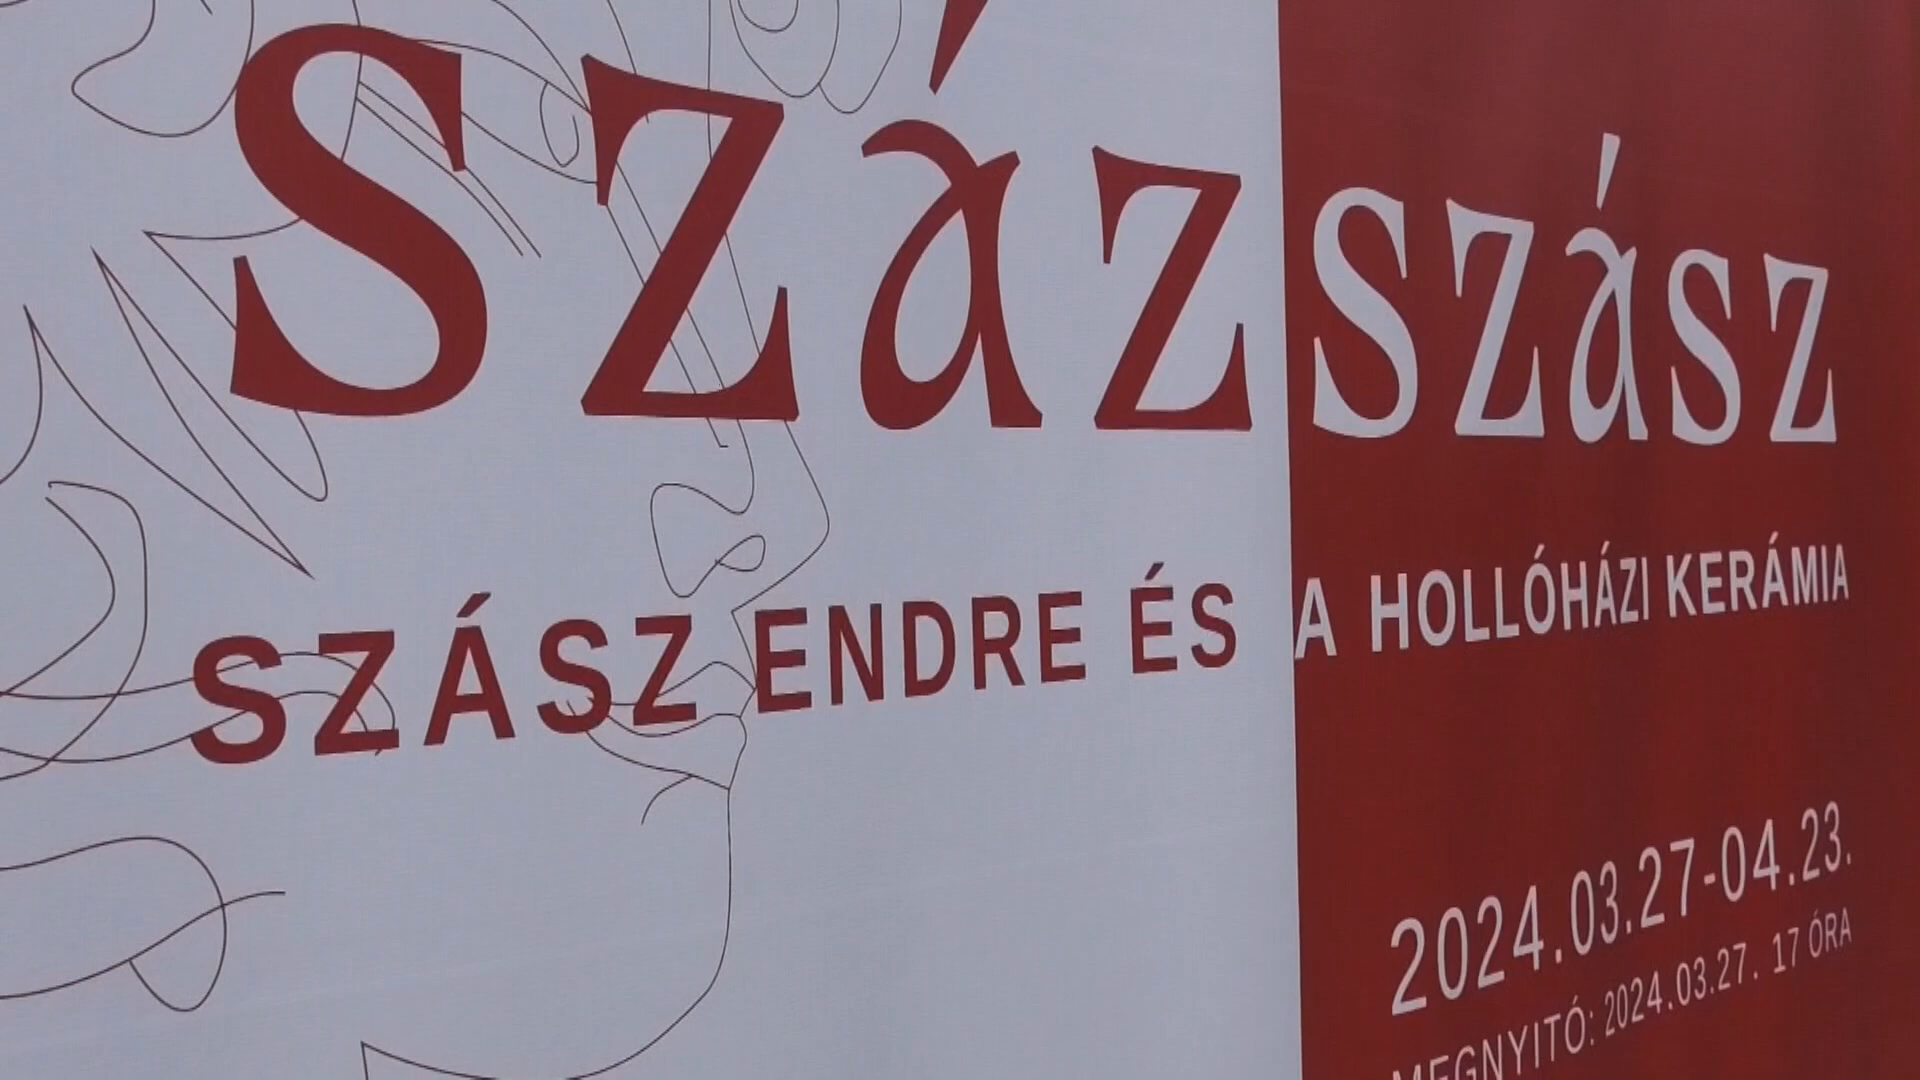 Százszász
SZÁSZ ENDRE ÉS A HOLLÓHÁZI KERÁMIA
2024.03.27-04.23.
MEGNYITÓ: 2024.03.27. 17 ÓRA